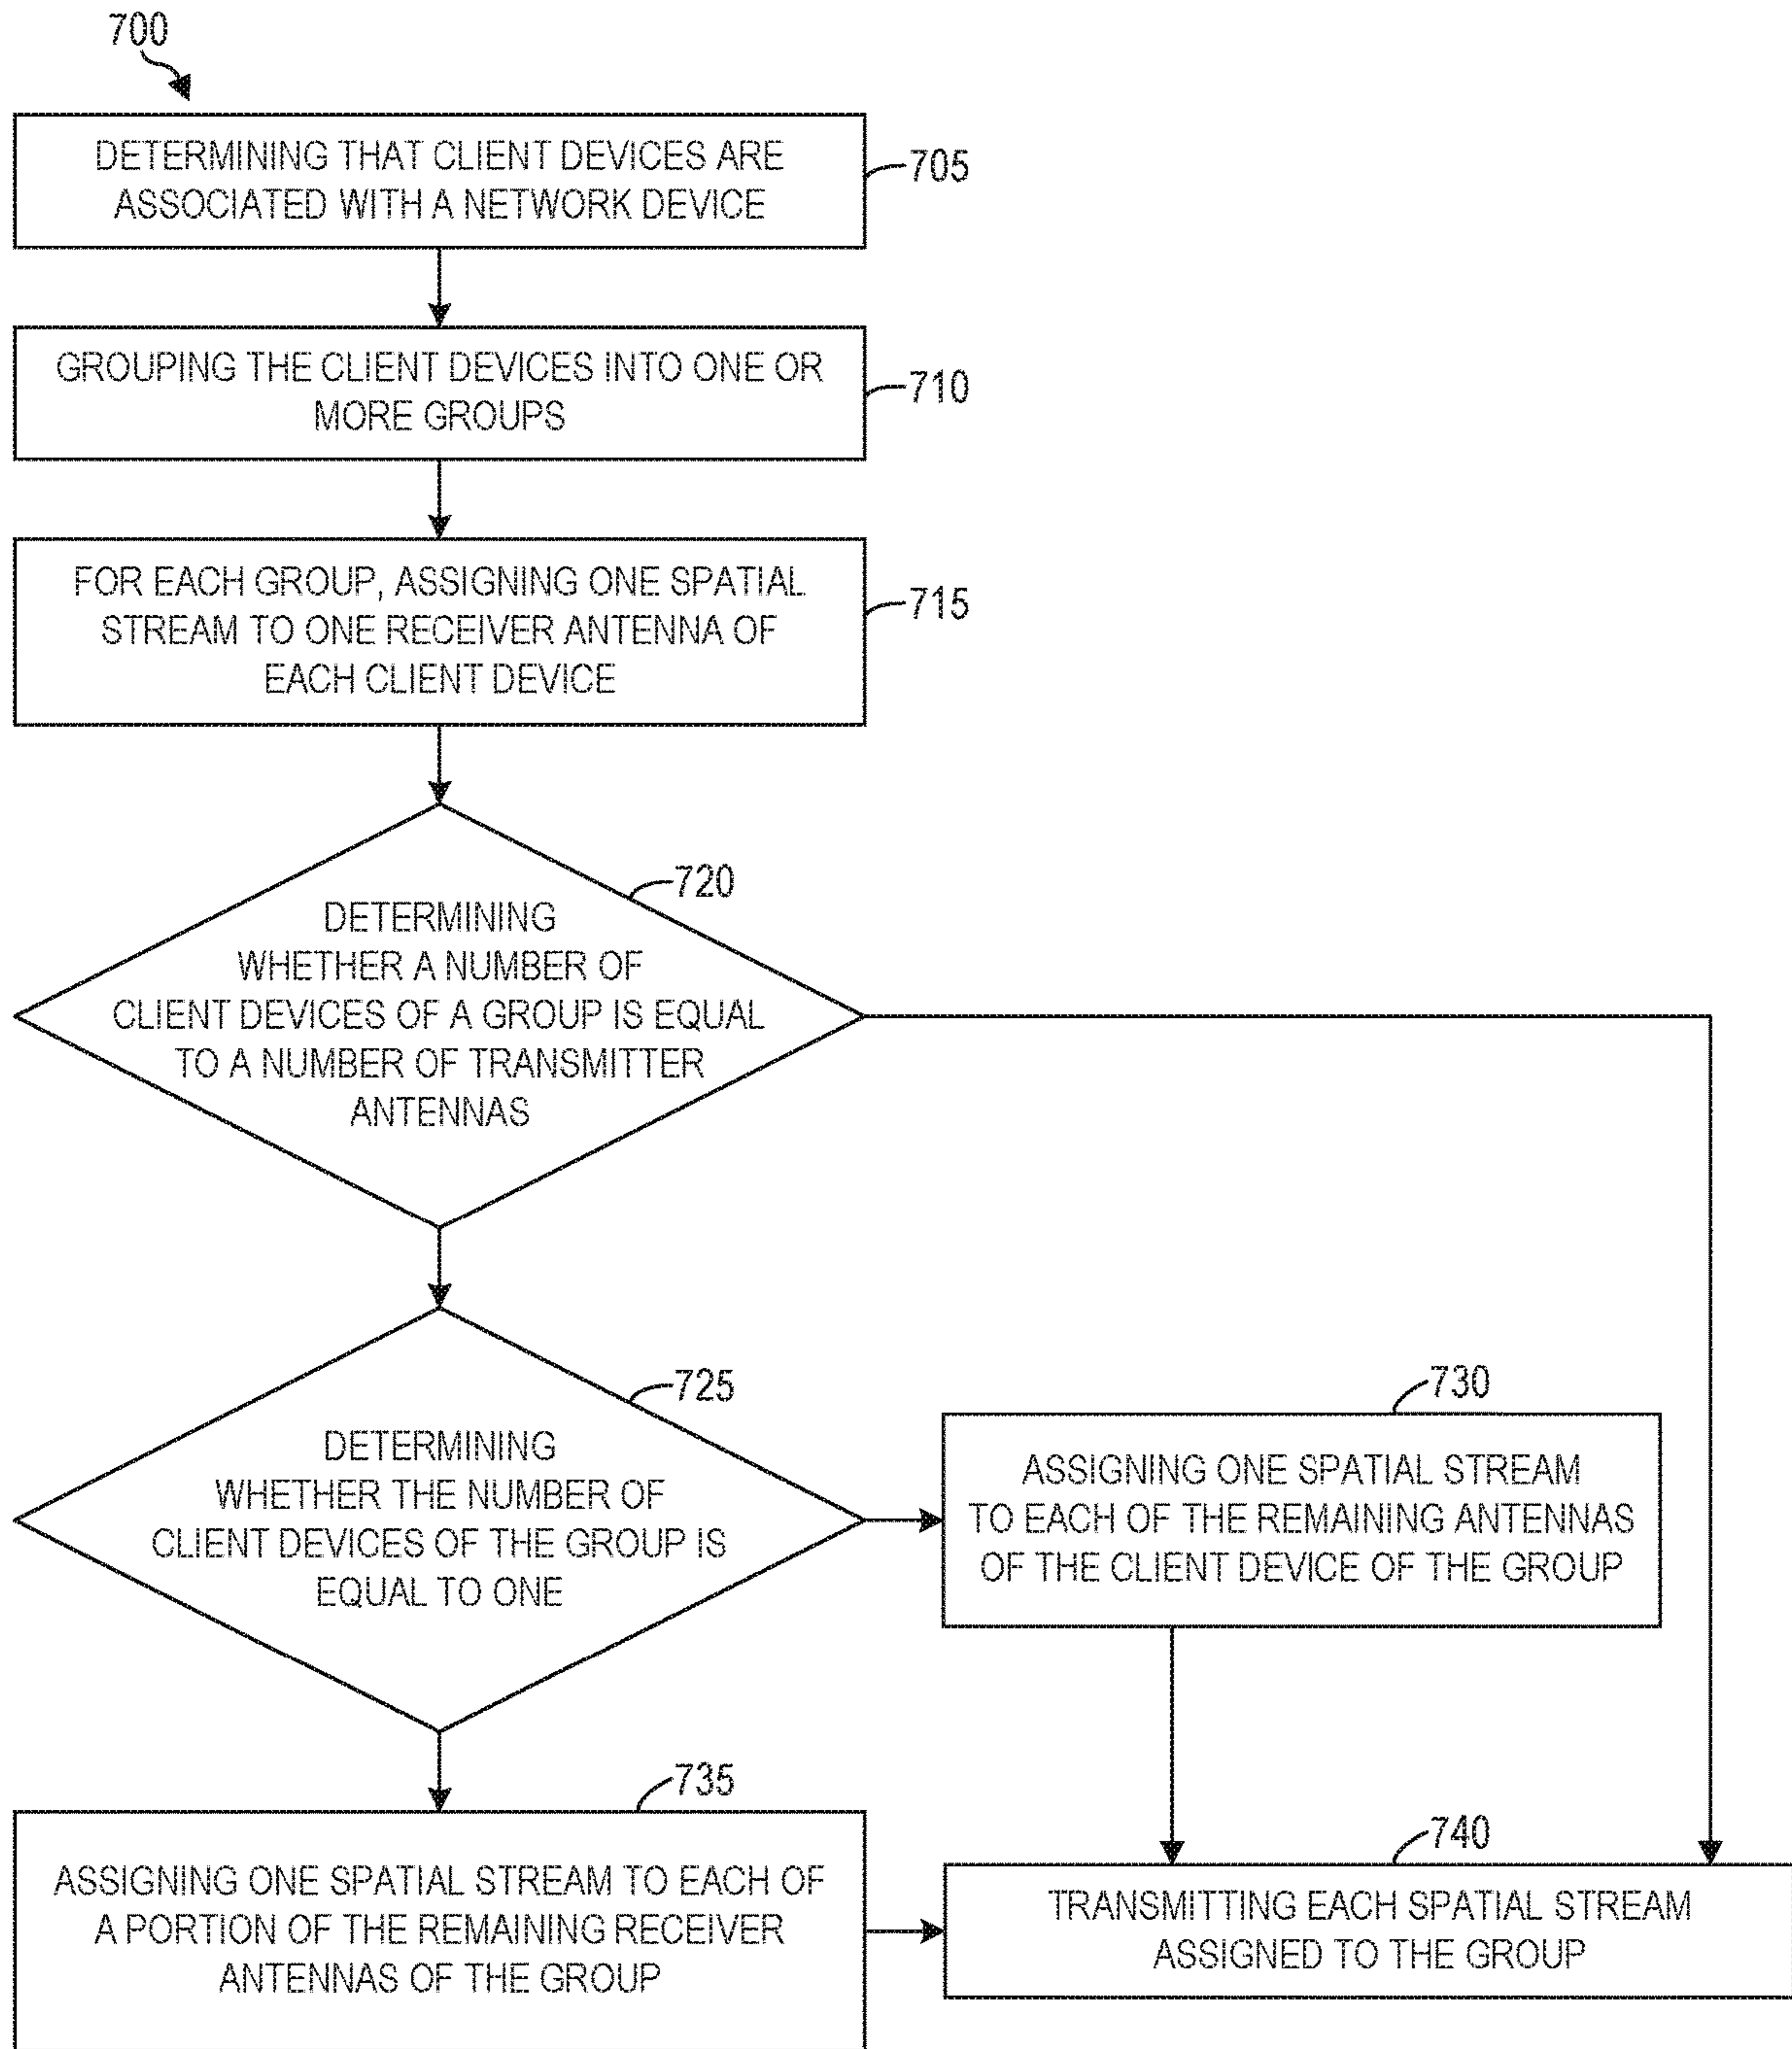 700
DETERMINING THAT CLIENT DEVICES ARE
ASSOCIATED WITH A NETWORK DEVICE
705
GROUPING THE CLIENT DEVICES INTO ONE OR
MORE GROUPS
710
FOR EACH GROUP, ASSIGNING ONE SPATIAL
STREAM TO ONE RECEIVER ANTENNA OF
EACH CLIENT DEVICE
715
720
DETERMINING
WHETHER A NUMBER OF
CLIENT DEVICES OF A GROUP IS EQUAL
TO A NUMBER OF TRANSMITTER
ANTENNAS
725
DETERMINING
WHETHER THE NUMBER OF
CLIENT DEVICES OF THE GROUP IS
EQUAL TO ONE
730
ASSIGNING ONE SPATIAL STREAM
TO EACH OF THE REMAINING ANTENNAS
OF THE CLIENT DEVICE OF THE GROUP
735
ASSIGNING ONE SPATIAL STREAM TO EACH OF
A PORTION OF THE REMAINING RECEIVER
ANTENNAS OF THE GROUP
740
TRANSMITTING EACH SPATIAL STREAM
ASSIGNED TO THE GROUP